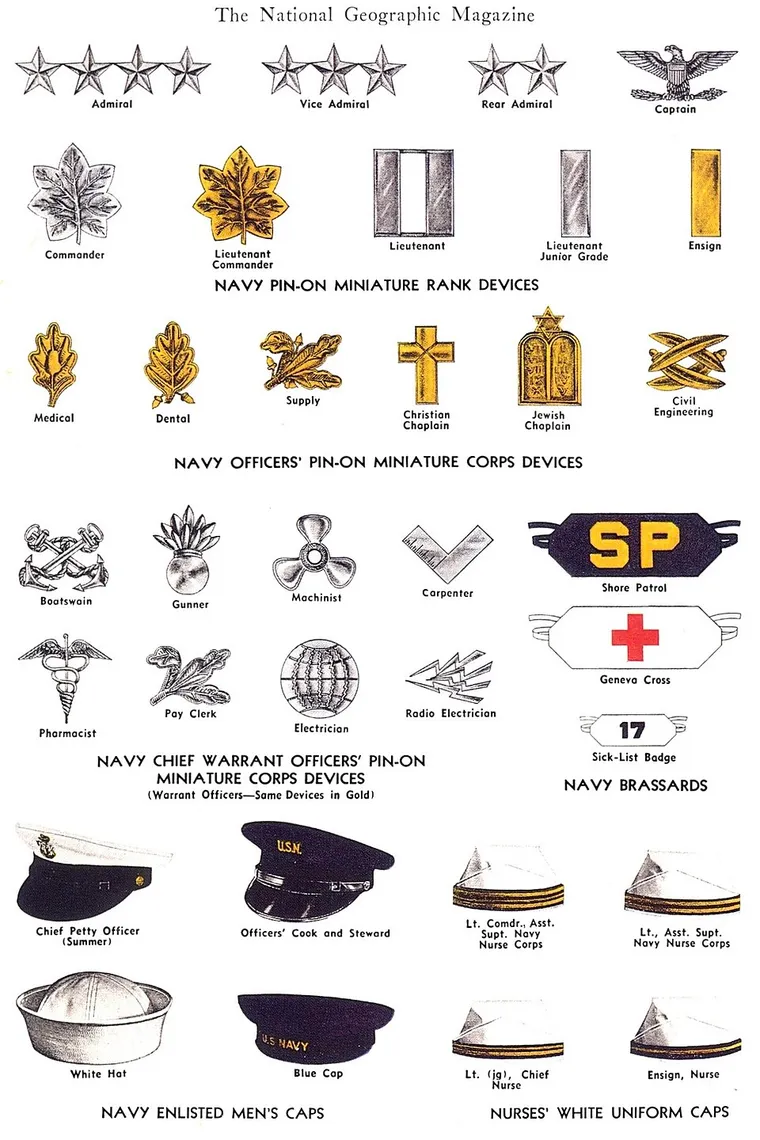 The National Geographic Magazine
Admiral
Vice Admiral
Rear Admiral
Captain
Commander
Lieutenant
Commander
Lieutenant
Lieutenant
Junior Grade
Ensign
NAVY PIN-ON MINIATURE RANK DEVICES
Medical
Dental
Supply
Christian
Chaplain
Jewish
Chaplain
Civil
Engineering
NAVY OFFICERS' PIN-ON MINIATURE CORPS DEVICES
Boatswain
Gunner
Machinist
Carpenter
SP
Shore Patrol
Geneva Cross
Pharmacist
Pay Clerk
Electrician
Radio Electrician
17
Sick-List Badge
NAVY CHIEF WARRANT OFFICERS' PIN-ON
MINIATURE CORPS DEVICES
(Warrant Officers—Same Devices in Gold)
NAVY BRASSARDS
Chief Petty Officer
(Summer)
U.S.N.
Officers' Cook and Steward
Lt. Comdr., Asst.
Supt. Navy
Nurse Corps
Lt., Asst. Supt.
Navy Nurse Corps
White Hat
U.S NAVY
Blue Cap
Lt. (jg), Chief
Nurse
Ensign, Nurse
NAVY ENLISTED MEN'S CAPS
NURSES' WHITE UNIFORM CAPS